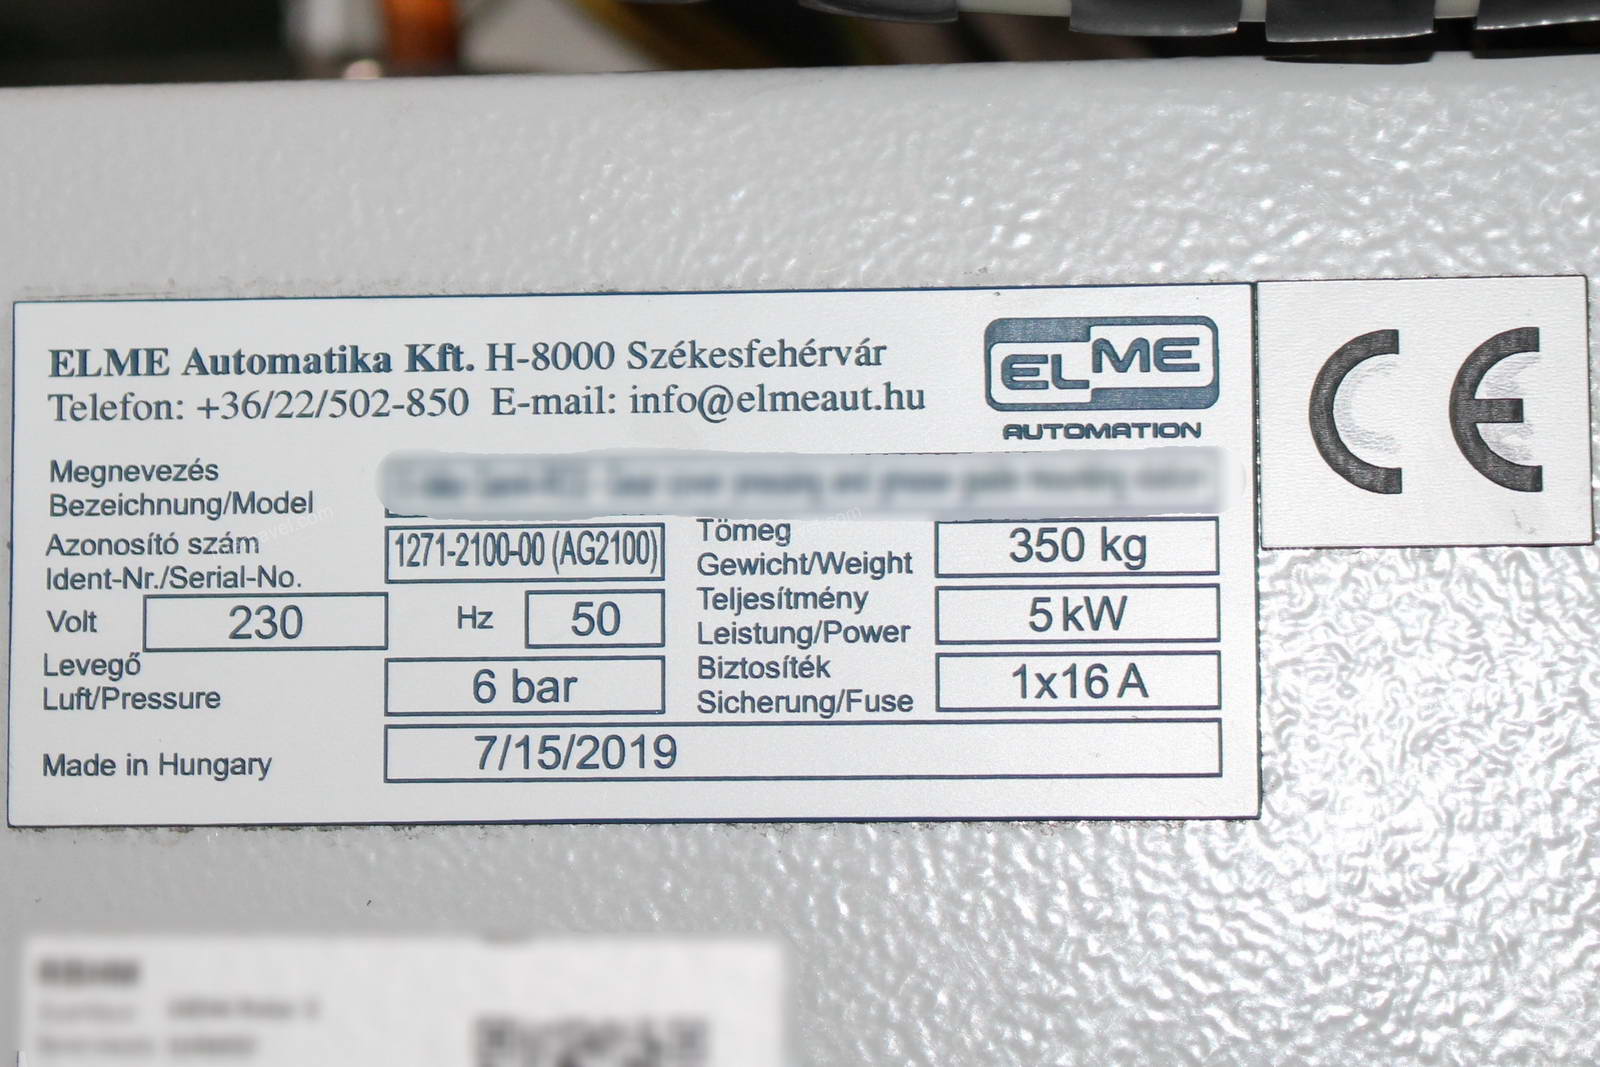 ELME Automatika Kft. H-8000 Székesfehérvár
Telefon: +36/22/502-850 E-mail: info@elmeaut.hu
ELME
AUTOMATION
CE
Megnevezés
Bezeichnung/Model
Azonosító szám
Ident-Nr./Serial-No.
1271-2100-00 (AG2100)
Tömeg
Gewicht/Weight
350 kg
Volt 230 Hz 50
Teljesítmény
Leistung/Power
5 kW
Levegő
Luft/Pressure
6 bar
Biztosíték
Sicherung/Fuse
1x16 A
Made in Hungary 7/15/2019